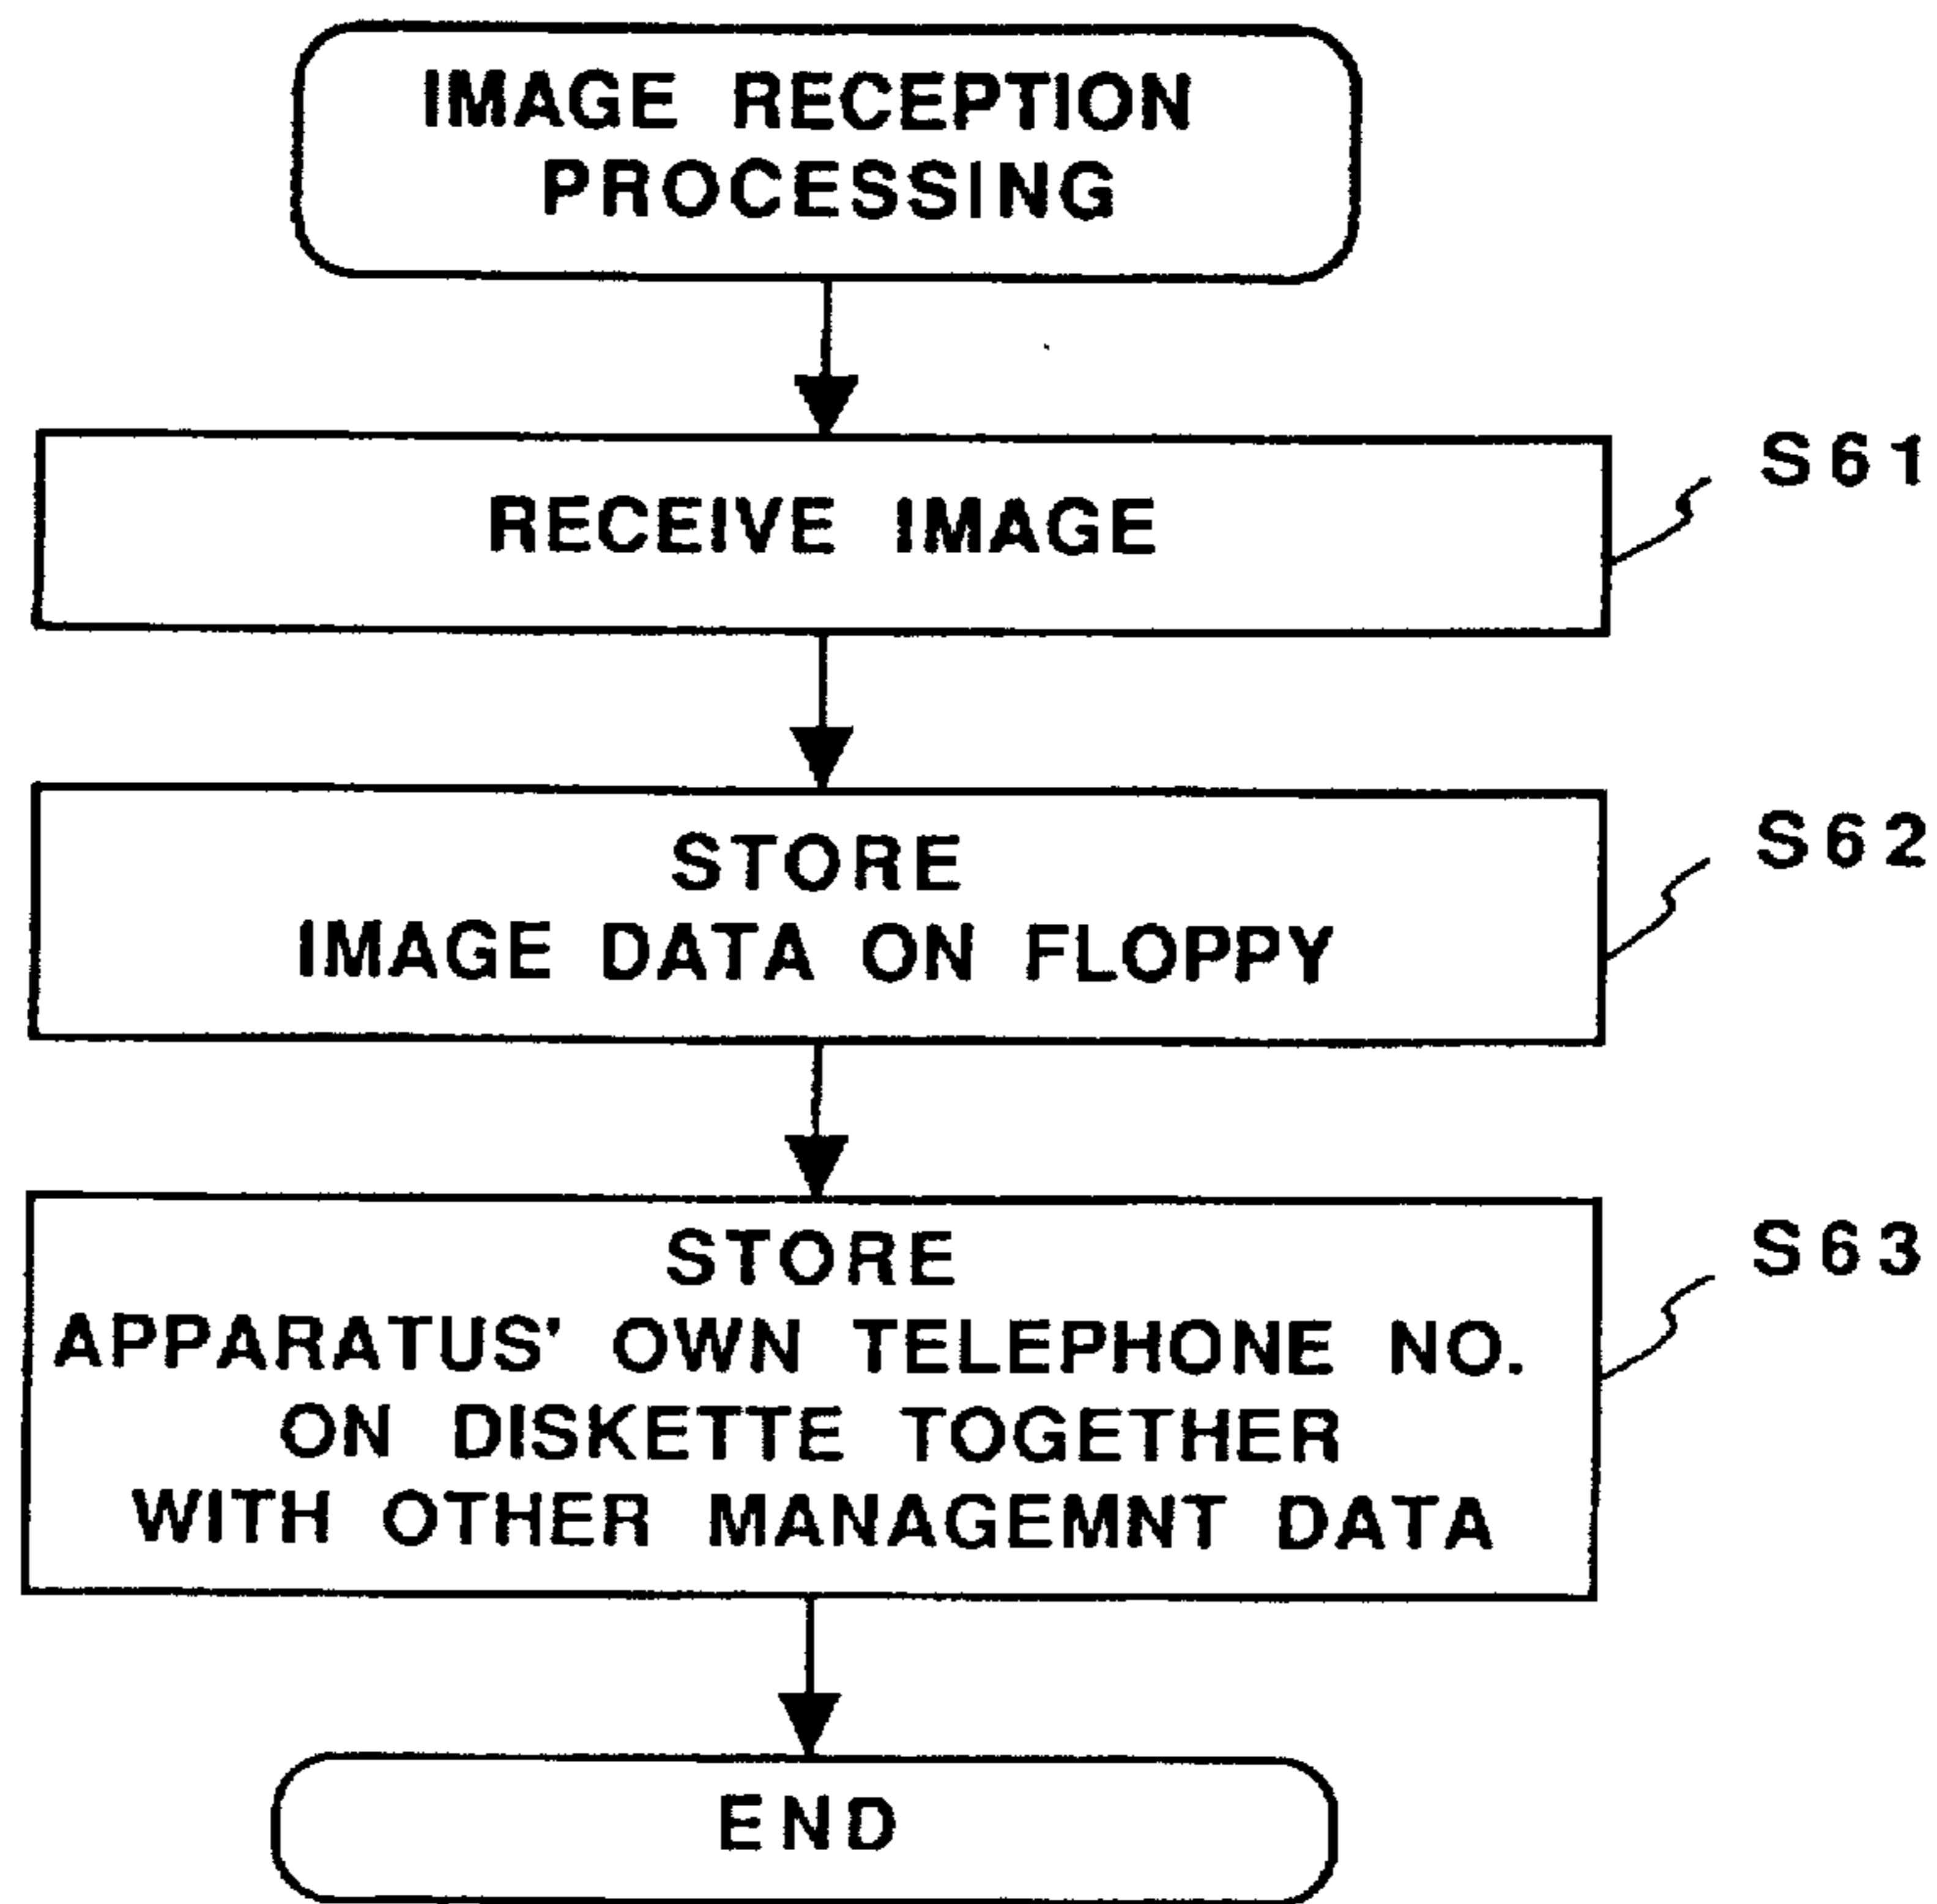 IMAGE RECEPTION
PROCESSING
RECEIVE IMAGE
S61
STORE
IMAGE DATA ON FLOPPY
S62
STORE
APPARATUS' OWN TELEPHONE NO.
ON DISKETTE TOGETHER
WITH OTHER MANAGEMNT DATA
S63
END